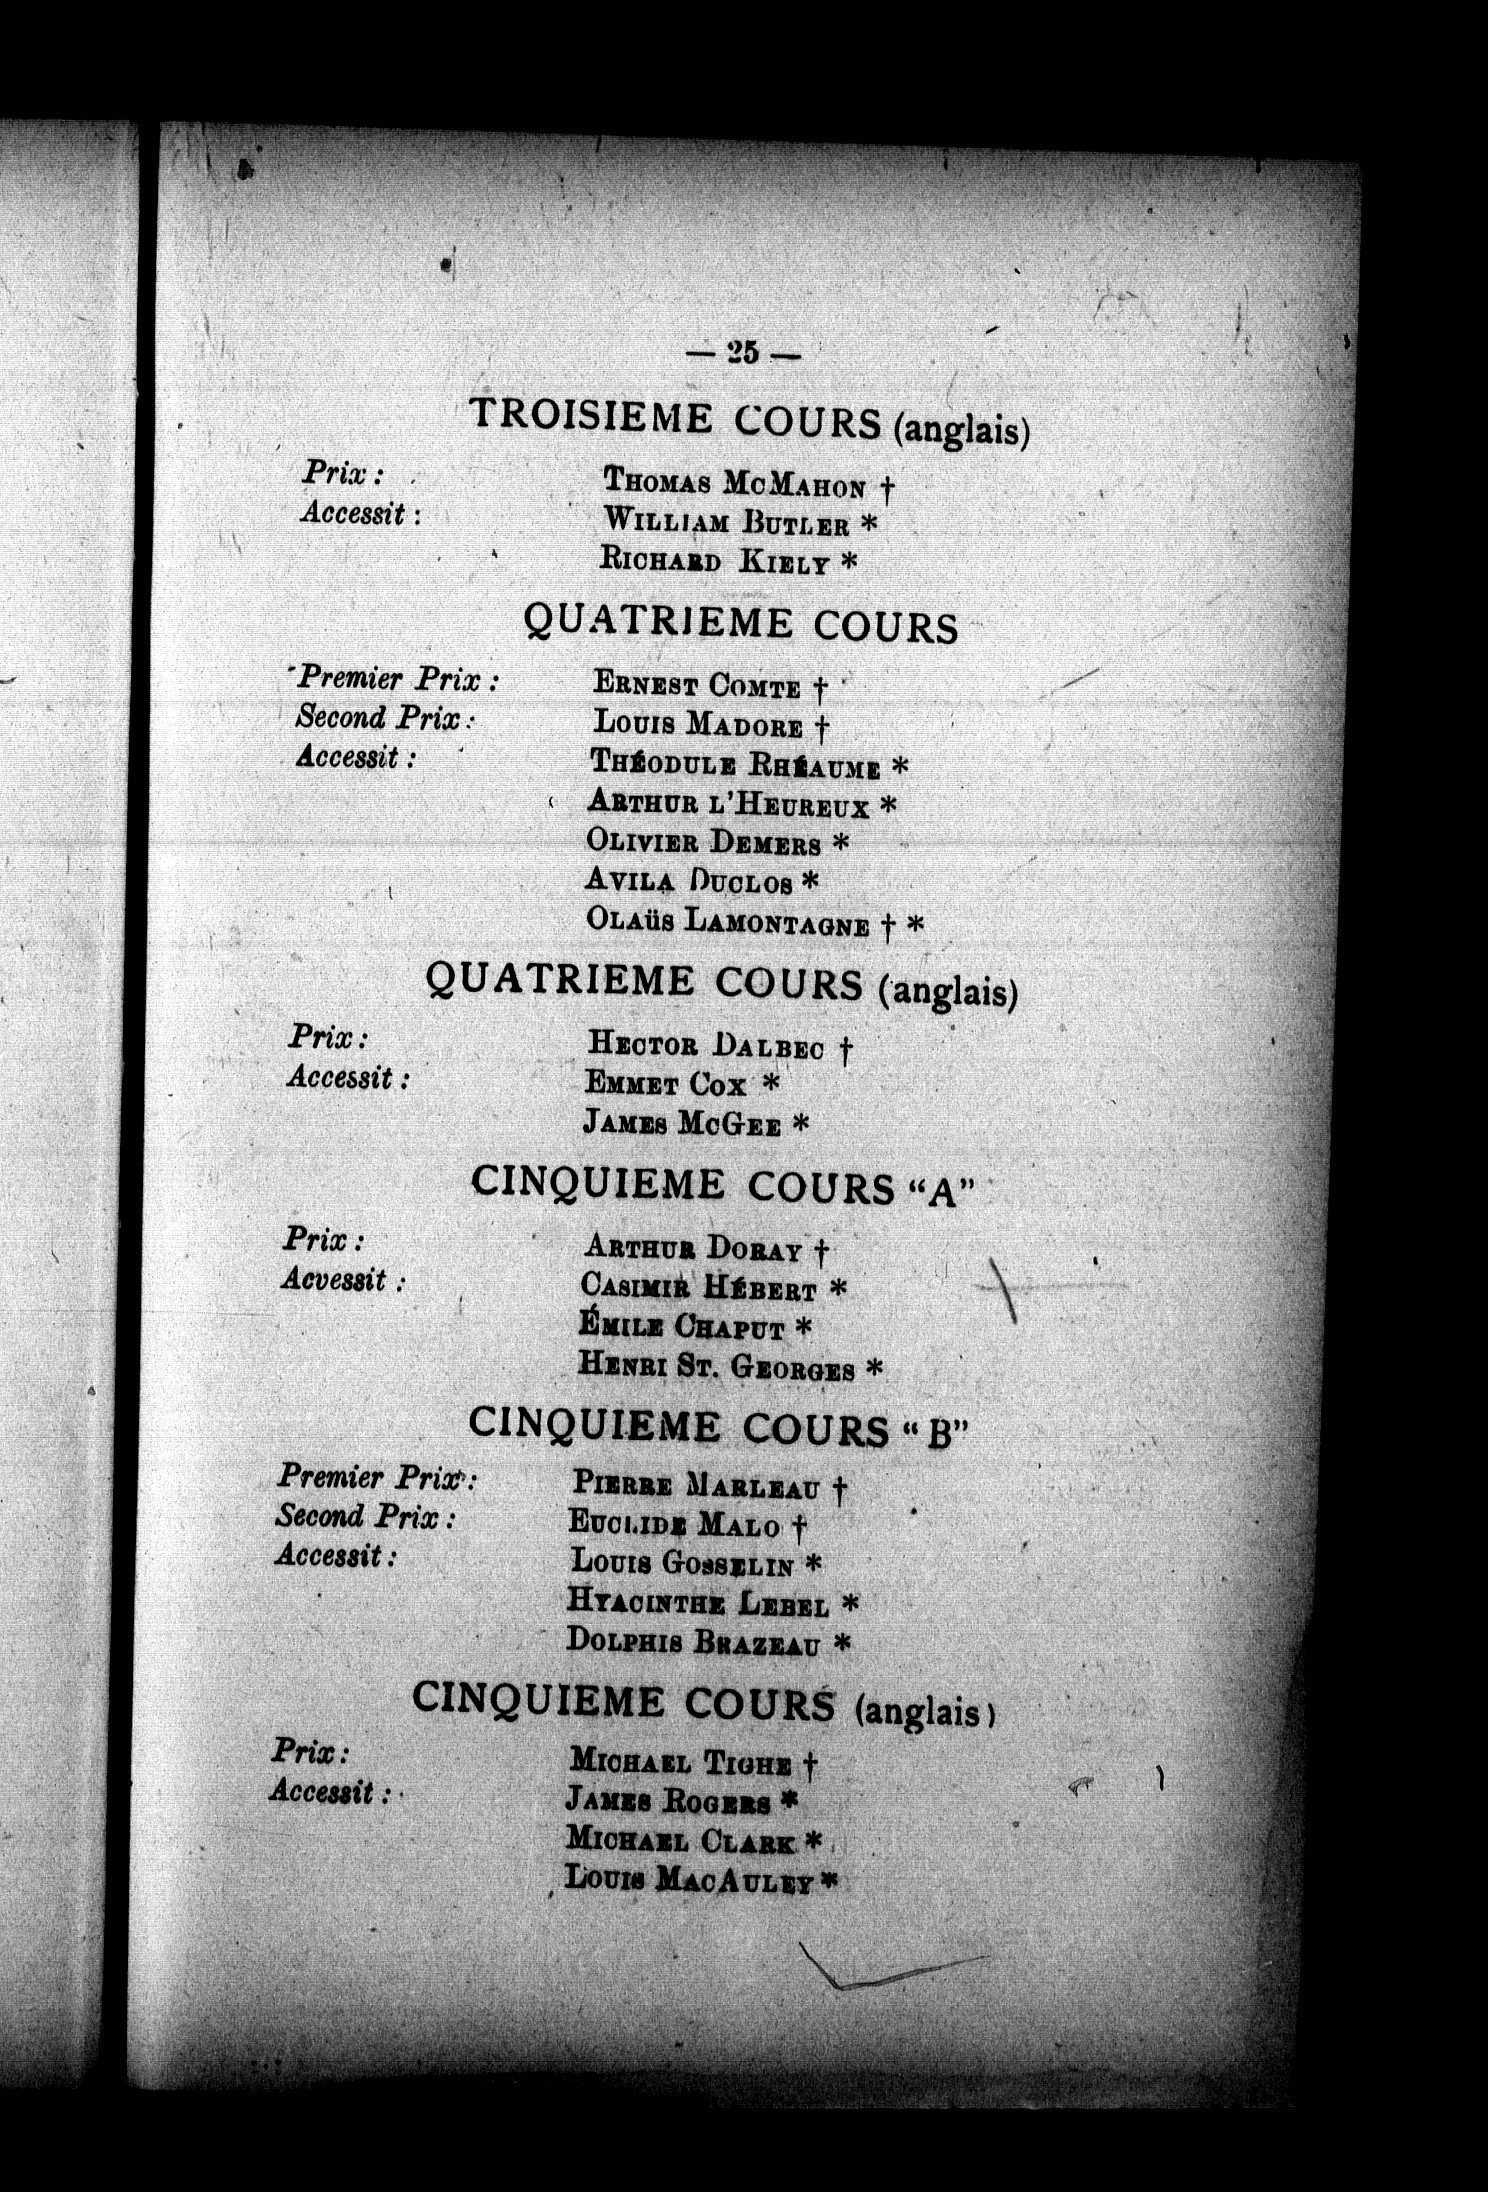 — 25 —
TROISIEME COURS (anglais)
Prix : THOMAS MCMAHON †
Accessit : WILLIAM BUTLER *
RICHARD KIELY *
QUATRIEME COURS
Premier Prix : ERNEST COMTE †
Second Prix : LOUIS MADORE †
Accessit : THÉODULE RHÉAUME *
ARTHUR L'HEUREUX *
OLIVIER DEMERS *
AVILA DUCLOS *
OLAüS LAMONTAGNE † *
QUATRIEME COURS (anglais)
Prix : HECTOR DALBEC †
Accessit : EMMET COX *
JAMES MCGEE *
CINQUIEME COURS “A”
Prix : ARTHUR DORAY †
Acvessit : CASIMIR HÉBERT *
ÉMILE CHAPUT *
HENRI ST. GEORGES *
CINQUIEME COURS “B”
Premier Prix : PIERRE MARLEAU †
Second Prix : EUCLIDE MALO †
Accessit : LOUIS GOSSELIN *
HYACINTHE LEBEL *
DOLPHIS BRAZEAU *
CINQUIEME COURS (anglais)
Prix : MICHAEL TIGHE †
Accessit : JAMES ROGERS *
MICHAEL CLARK *
LOUIS MACAULEY *